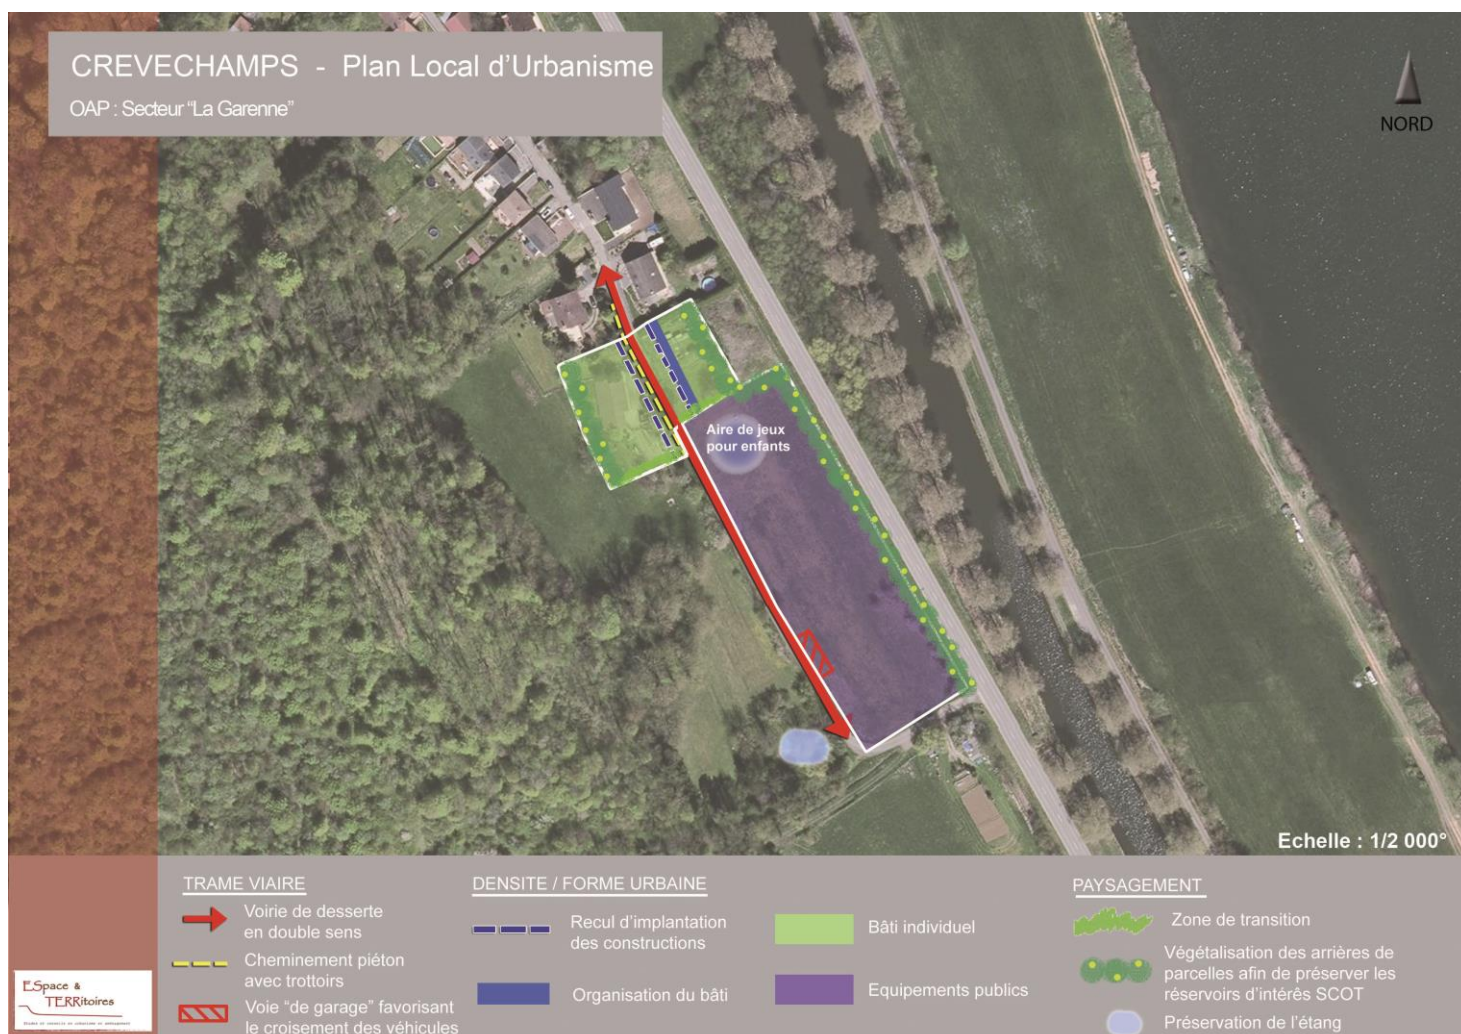 CREVECHAMPS - Plan Local d'Urbanisme
OAP : Secteur "La Garenne"
NORD
Aire de jeux
pour enfants
Echelle : 1/2 000°
TRAME VIAIRE
Voirie de desserte
en double sens
Cheminement piéton
avec trottoirs
Voie "de garage" favorisant
le croisement des véhicules
DENSITE / FORME URBAINE
Recul d'implantation
des constructions
Organisation du bâti
Bâti individuel
Equipements publics
PAYSAGEMENT
Zone de transition
Végétalisation des arrières de
parcelles afin de préserver les
réservoirs d'intérêts SCOT
Préservation de l'étang
ESpace &
TERRitoires